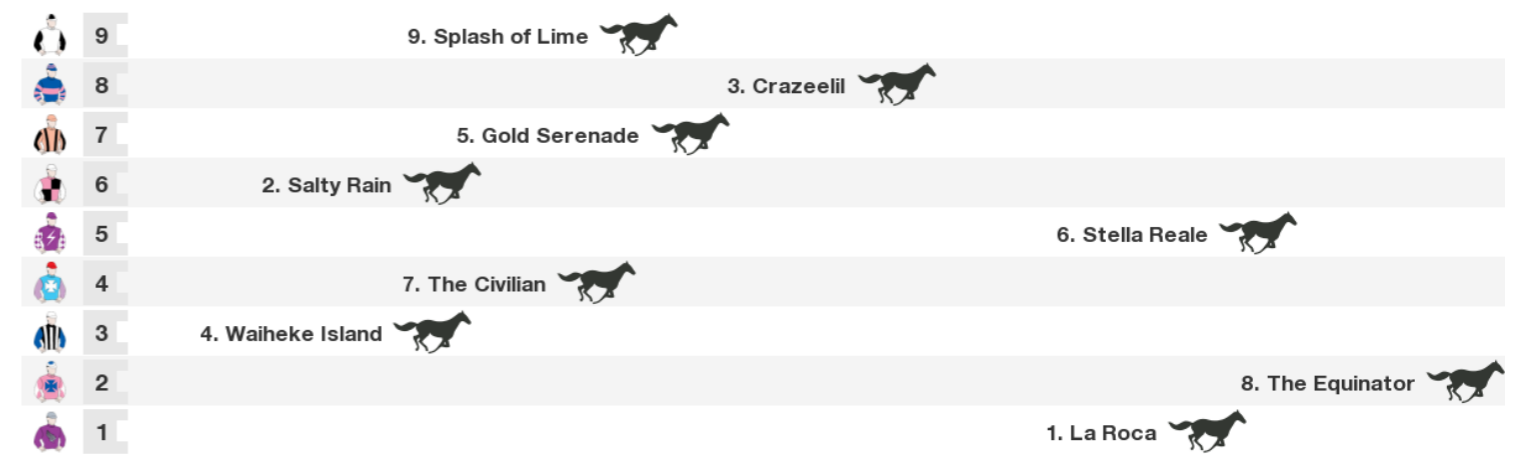 9 9. Splash of Lime
8 3. Crazeelil
7 5. Gold Serenade
6 2. Salty Rain
5 6. Stella Reale
4 7. The Civilian
3 4. Waiheke Island
2 8. The Equinator
1 1. La Roca